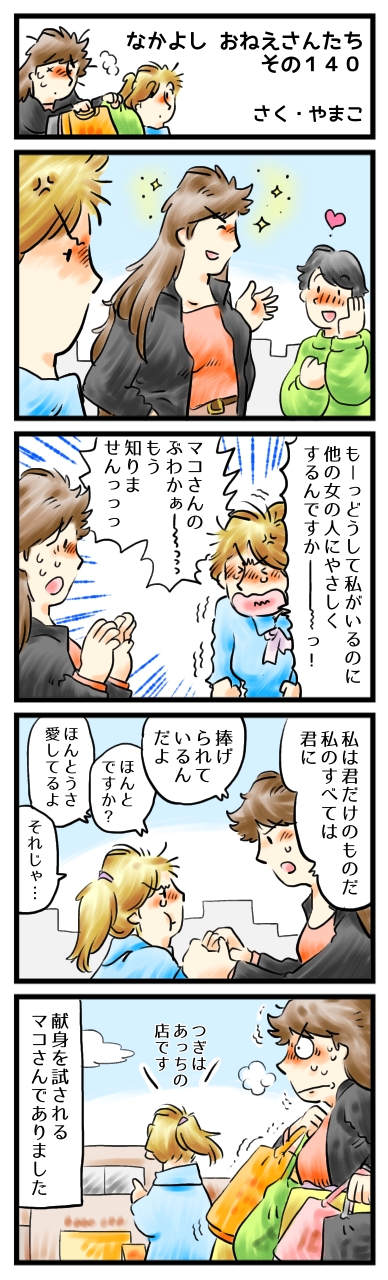 なかよし おねえさんたち
その１４０
さく・やまこ
もーっどうして私がいるのに
他の女の人にやさしく
するんですかーーーっ！
マコさんの
ぶわかぁーーっっっ
もう
知りま
せんっっっ
私は君だけのものだ
私のすべては
君に
捧げ
られて
いるん
だよ
ほんと
ですか？
ほんとうさ
愛してるよ
それじゃ…
つぎは
あっちの
店です
献身を試される
マコさんでありました